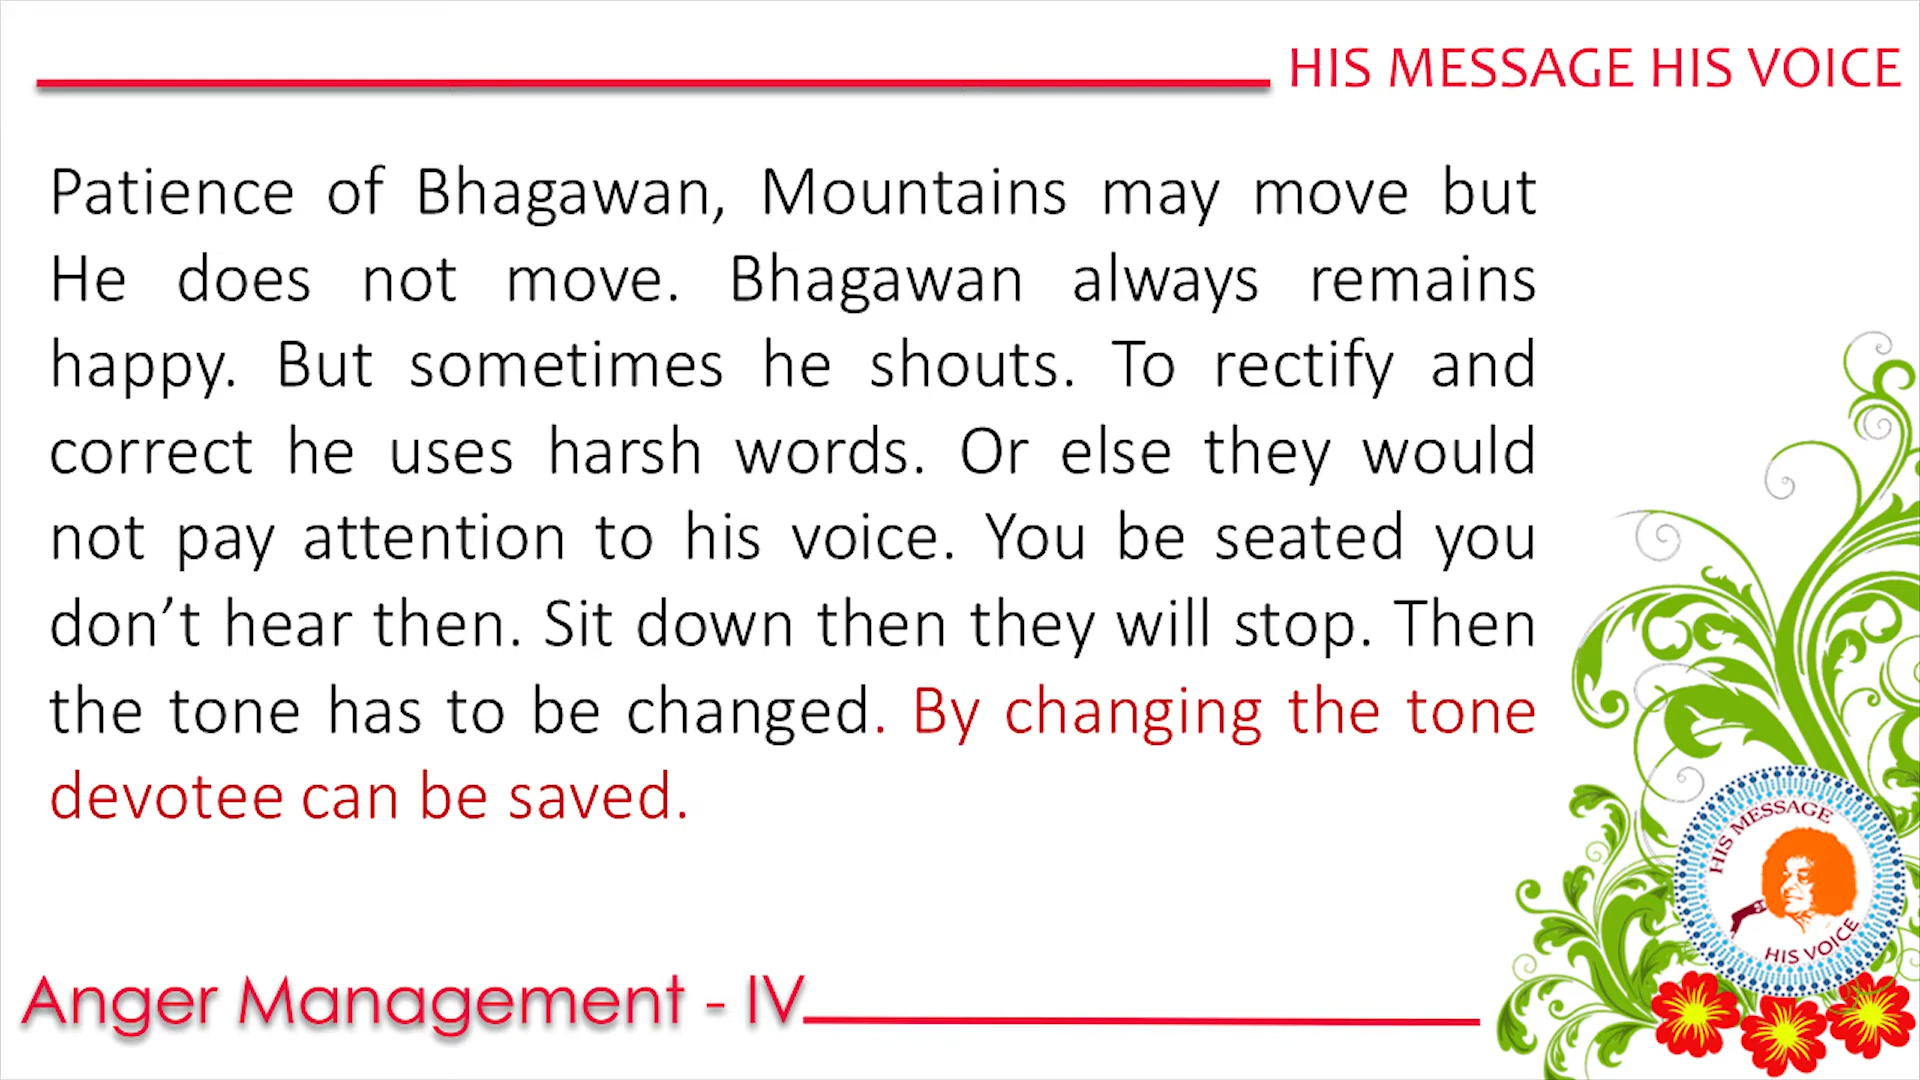 HIS MESSAGE HIS VOICE
Patience of Bhagawan, Mountains may move but
He does not move. Bhagawan always remains
happy. But sometimes he shouts. To rectify and
correct he uses harsh words. Or else they would
not pay attention to his voice. You be seated you
don’t hear then. Sit down then they will stop. Then
the tone has to be changed. By changing the tone
devotee can be saved.
HIS MESSAGE
HIS VOICE
Anger Management - IV